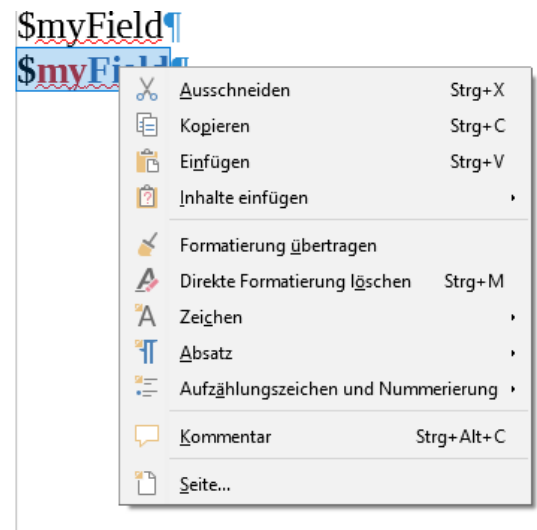 $myField¶
$myField¶
Ausschneiden Strg+X
Kopieren Strg+C
Einfügen Strg+V
Inhalte einfügen
Formatierung übertragen
Direkte Formatierung löschen Strg+M
Zeichen
Absatz
Aufzählungszeichen und Nummerierung
Kommentar Strg+Alt+C
Seite...